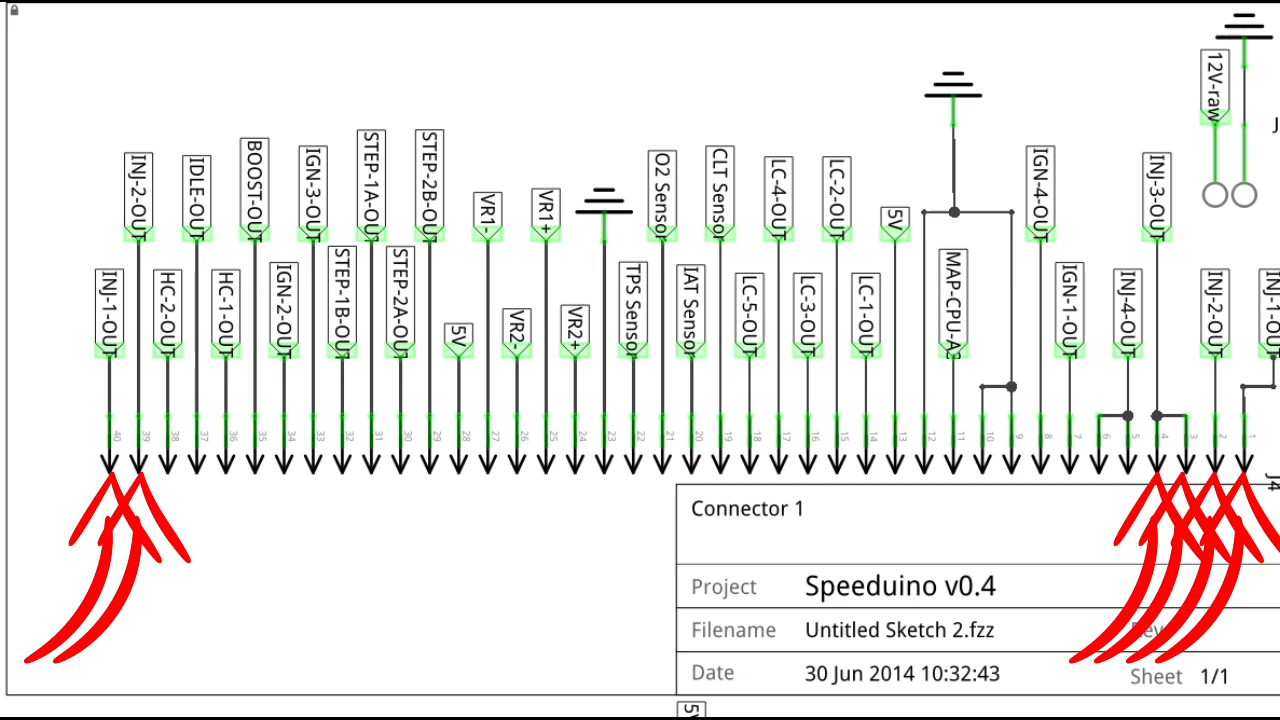 12V-raw
J
STEP-1A-OUT
STEP-2B-OUT
BOOST-OUT
IGN-3-OUT
IGN-4-OUT
INJ-2-OUT
IDLE-OUT
O2 Sensor
CLT Sensor
LC-4-OUT
LC-2-OUT
INJ-3-OUT
VR1-
VR1+
5V
STEP-1B-OUT
STEP-2A-OUT
MAP-CPU-A3
INJ-1-OUT
HC-2-OUT
HC-1-OUT
IGN-2-OUT
5V
VR2-
VR2+
TPS Sensor
IAT Sensor
LC-5-OUT
LC-3-OUT
LC-1-OUT
IGN-1-OUT
INJ-4-OUT
INJ-2-OUT
INJ-1-OUT
40 39 38 37 36 35 34 33 32 31 30 29 28 27 26 25 24 23 22 21 20 19 18 17 16 15 14 13 12 11 10 9 8 7 6 5 4 3 2 1
J4
Connector 1
Project Speeduino v0.4
Filename Untitled Sketch 2.fzz Rev
Date 30 Jun 2014 10:32:43 Sheet 1/1
5V